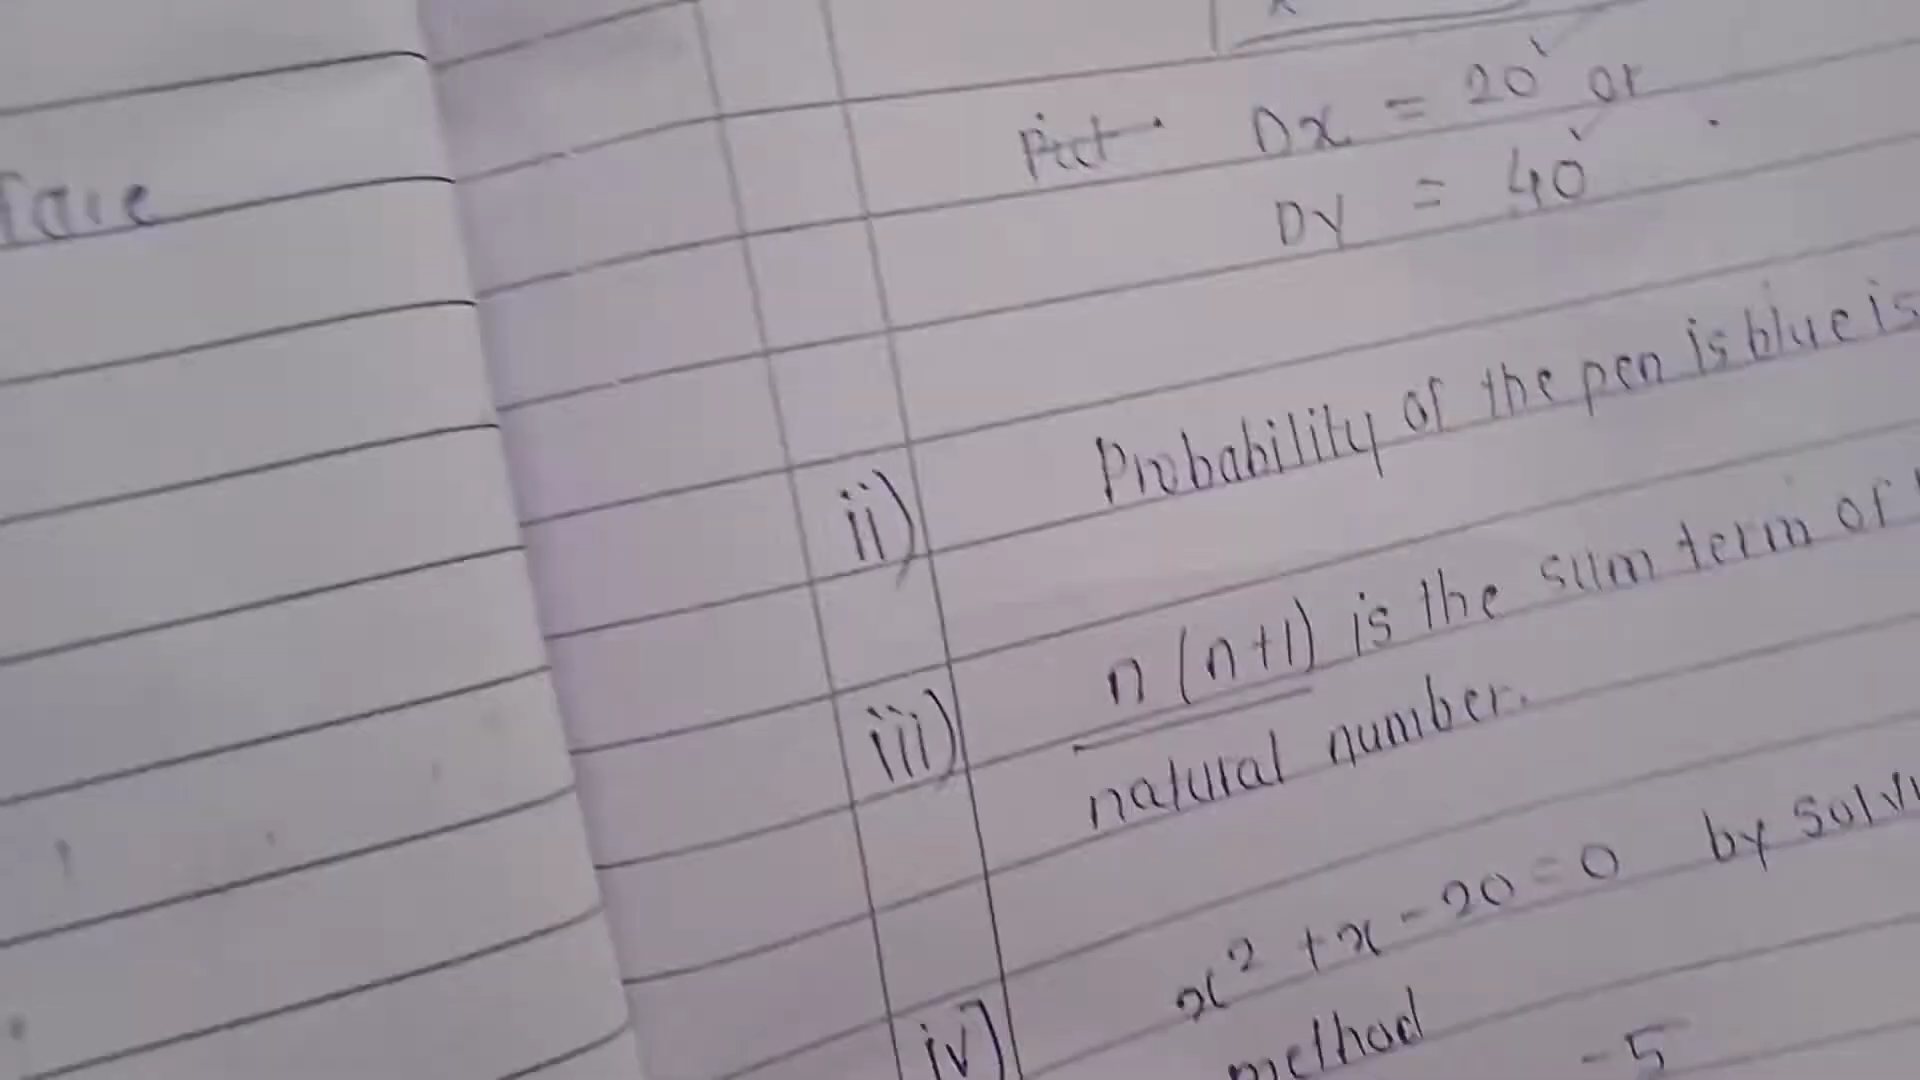 face
Dx = 20 or
Dy = 40
ii) Probability of the pen is blue is
iii) n (n+1) is the sum term of
natural number.
iv) x² + x - 20 = 0 by
method
-5